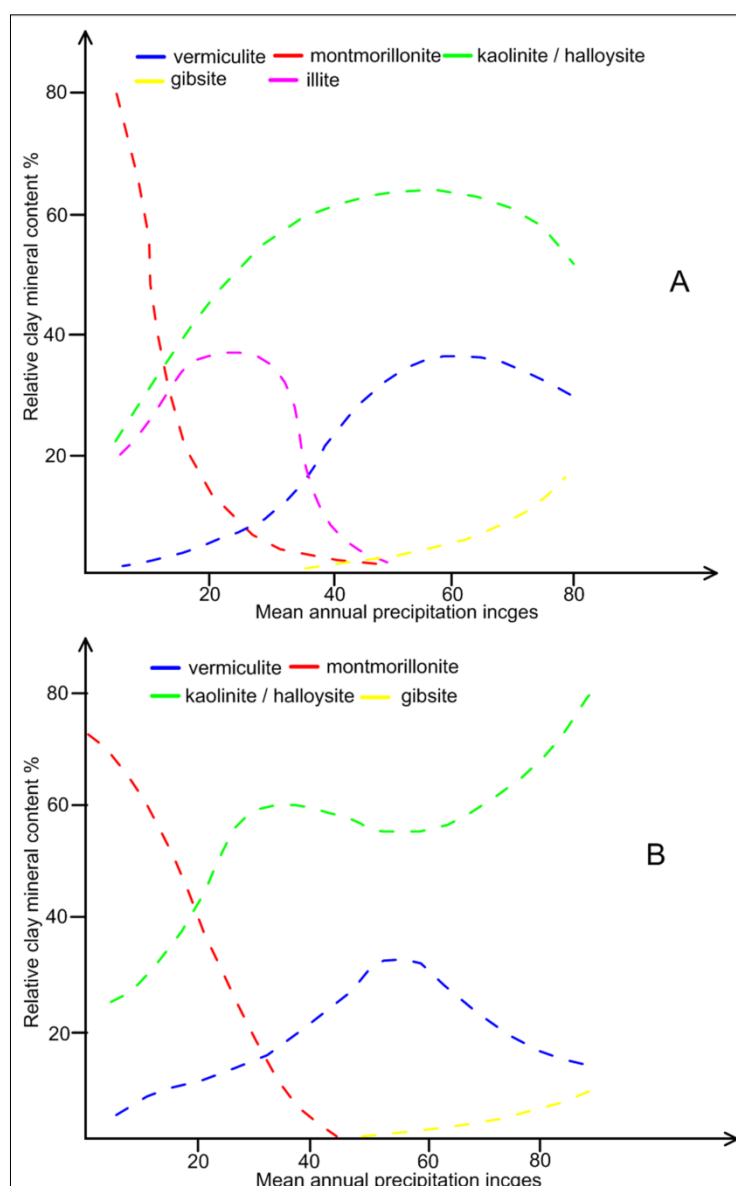 vermiculite montmorillonite kaolinite / halloysite
gibsite illite
Relative clay mineral content %
80
60
40
20
A
20 40 60 80
Mean annual precipitation incges
vermiculite montmorillonite
kaolinite / halloysite gibsite
Relative clay mineral content %
80
60
40
20
B
20 40 60 80
Mean annual precipitation incges